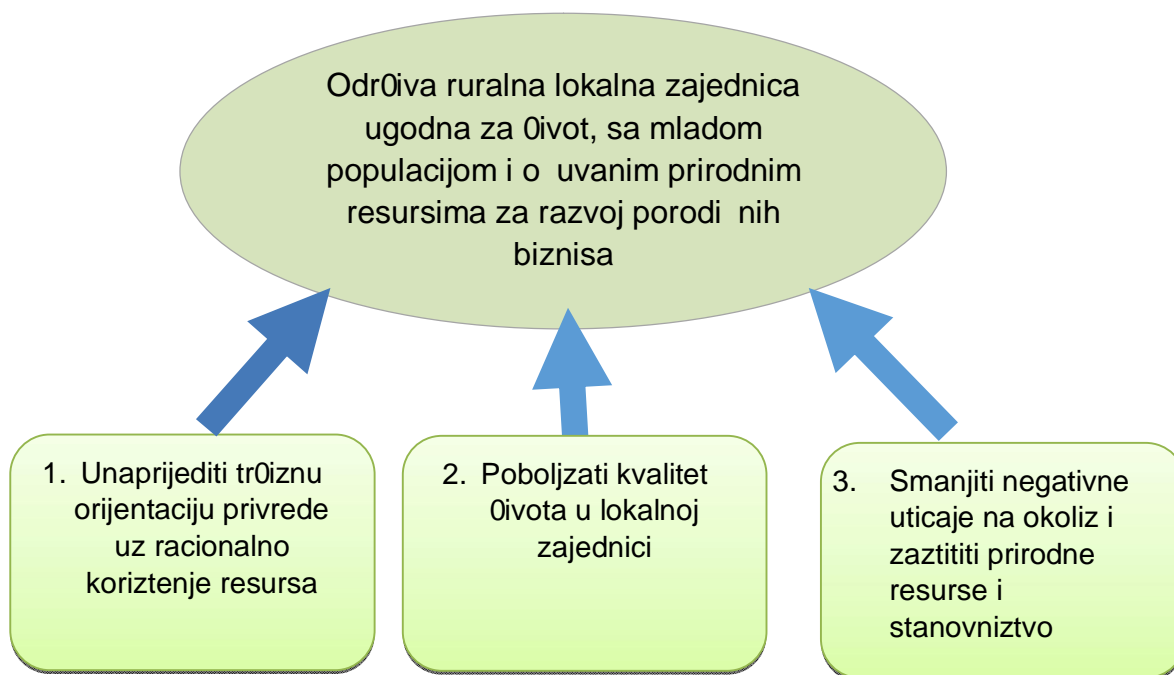 Odr0iva ruralna lokalna zajednica
ugodna za 0ivot, sa mladom
populacijom i o uvanim prirodnim
resursima za razvoj porodi nih
biznisa
1. Unaprijediti tr0iznu
orijentaciju privrede
uz racionalno
koriztenje resursa
2. Poboljzati kvalitet
0ivota u lokalnoj
zajednici
3. Smanjiti negativne
uticaje na okoliz i
zaztititi prirodne
resurse i
stanovniztvo